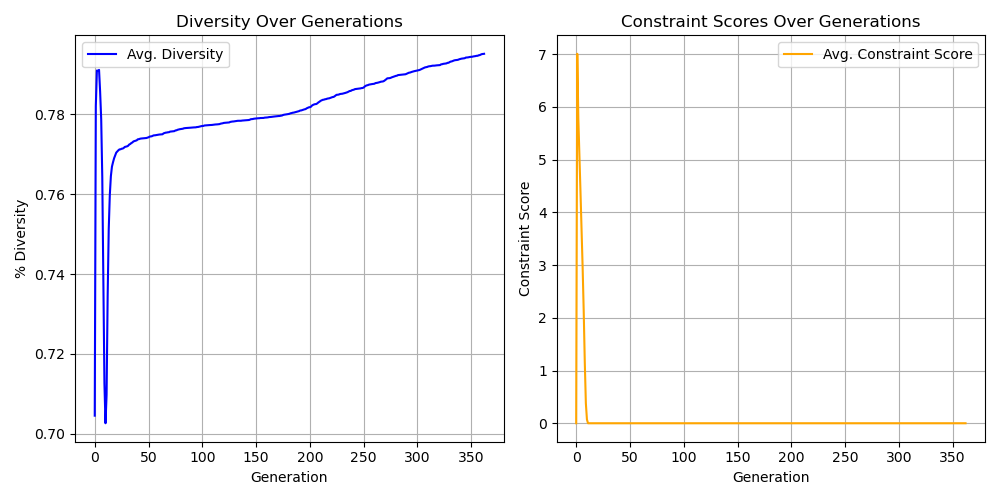 Diversity Over Generations
Avg. Diversity
% Diversity
0.78
0.76
0.74
0.72
0.70
0 50 100 150 200 250 300 350
Generation
Constraint Scores Over Generations
Avg. Constraint Score
Constraint Score
7
6
5
4
3
2
1
0
0 50 100 150 200 250 300 350
Generation